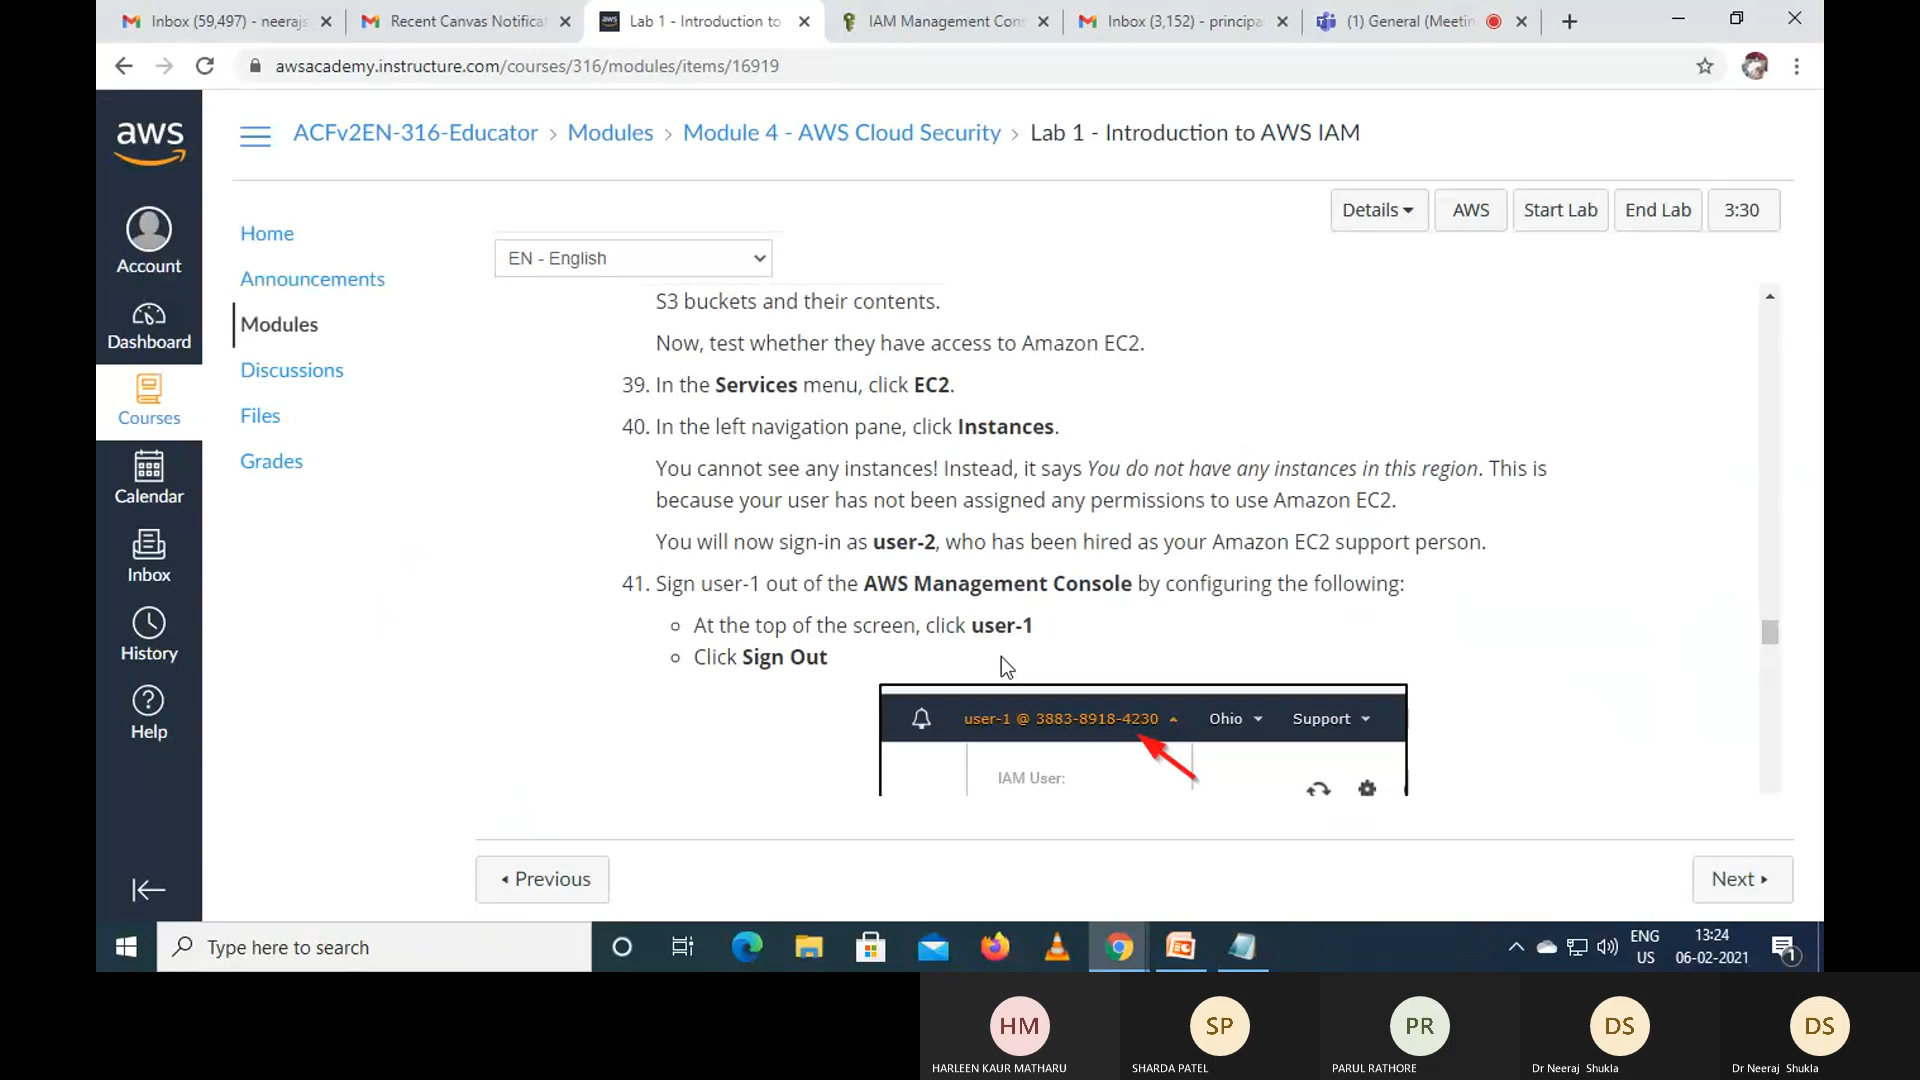 Inbox (59,497) - neerajs
Recent Canvas Notifica
Lab 1 - Introduction to
IAM Management Con
Inbox (3,152) - principa
(1) General (Meetin
awsacademy.instructure.com/courses/316/modules/items/16919
aws
ACFv2EN-316-Educator > Modules > Module 4 - AWS Cloud Security > Lab 1 - Introduction to AWS IAM
Details AWS Start Lab End Lab 3:30
Account
Dashboard
Courses
Calendar
Inbox
History
Help
Home
Announcements
Modules
Discussions
Files
Grades
EN - English
S3 buckets and their contents.
Now, test whether they have access to Amazon EC2.
39. In the Services menu, click EC2.
40. In the left navigation pane, click Instances.
You cannot see any instances! Instead, it says You do not have any instances in this region. This is
because your user has not been assigned any permissions to use Amazon EC2.
You will now sign-in as user-2, who has been hired as your Amazon EC2 support person.
41. Sign user-1 out of the AWS Management Console by configuring the following:
At the top of the screen, click user-1
Click Sign Out
user-1 @ 3883-8918-4230 Ohio Support
IAM User:
Previous
Next
Type here to search
ENG
US
13:24
06-02-2021
1
HM
HARLEEN KAUR MATHARU
SP
SHARDA PATEL
PR
PARUL RATHORE
DS
Dr Neeraj Shukla
DS
Dr Neeraj Shukla